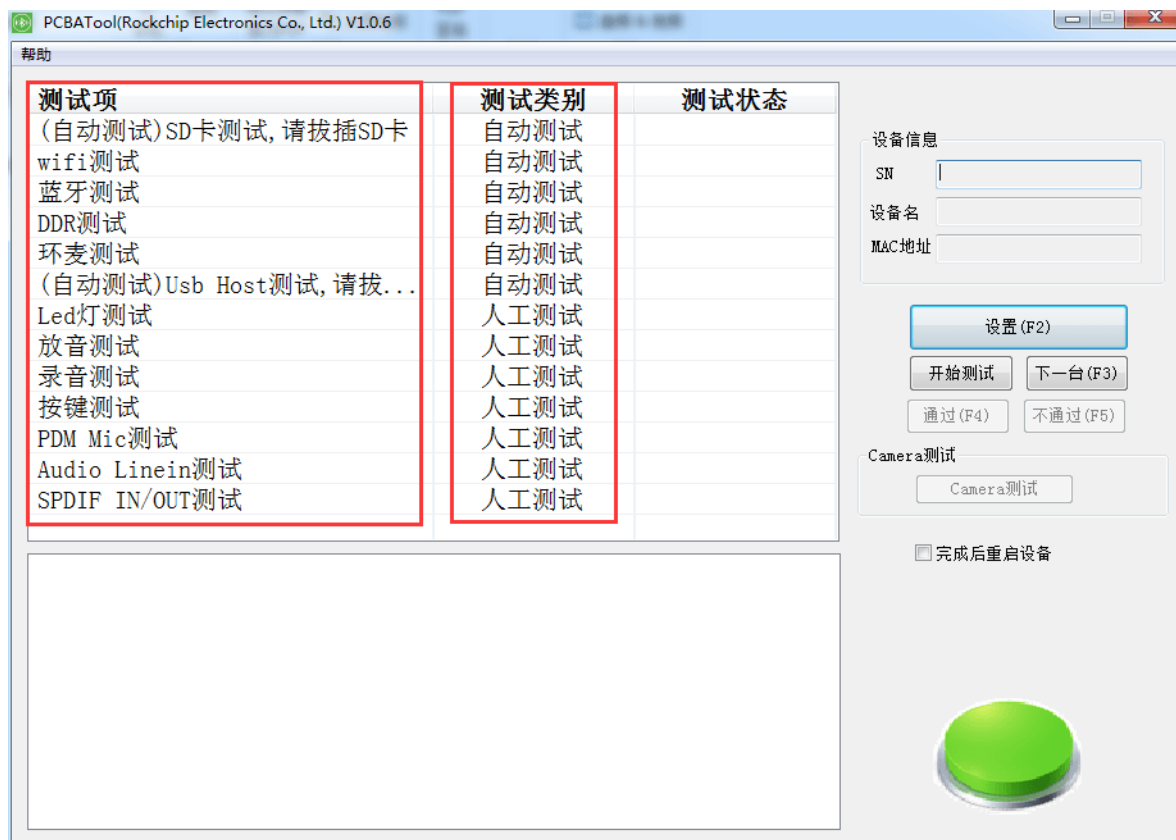 PCBATool(Rockchip Electronics Co., Ltd.) V1.0.6
帮助
测试项 测试类别 测试状态
(自动测试)SD卡测试,请拔插SD卡 自动测试
wifi测试 自动测试
蓝牙测试 自动测试
DDR测试 自动测试
环麦测试 自动测试
(自动测试)Usb Host测试,请拔... 自动测试
Led灯测试 人工测试
放音测试 人工测试
录音测试 人工测试
按键测试 人工测试
PDM Mic测试 人工测试
Audio Linein测试 人工测试
SPDIF IN/OUT测试 人工测试
设备信息
SN
设备名
MAC地址
设置(F2)
开始测试 下一台(F3)
通过(F4) 不通过(F5)
Camera测试
Camera测试
完成后重启设备